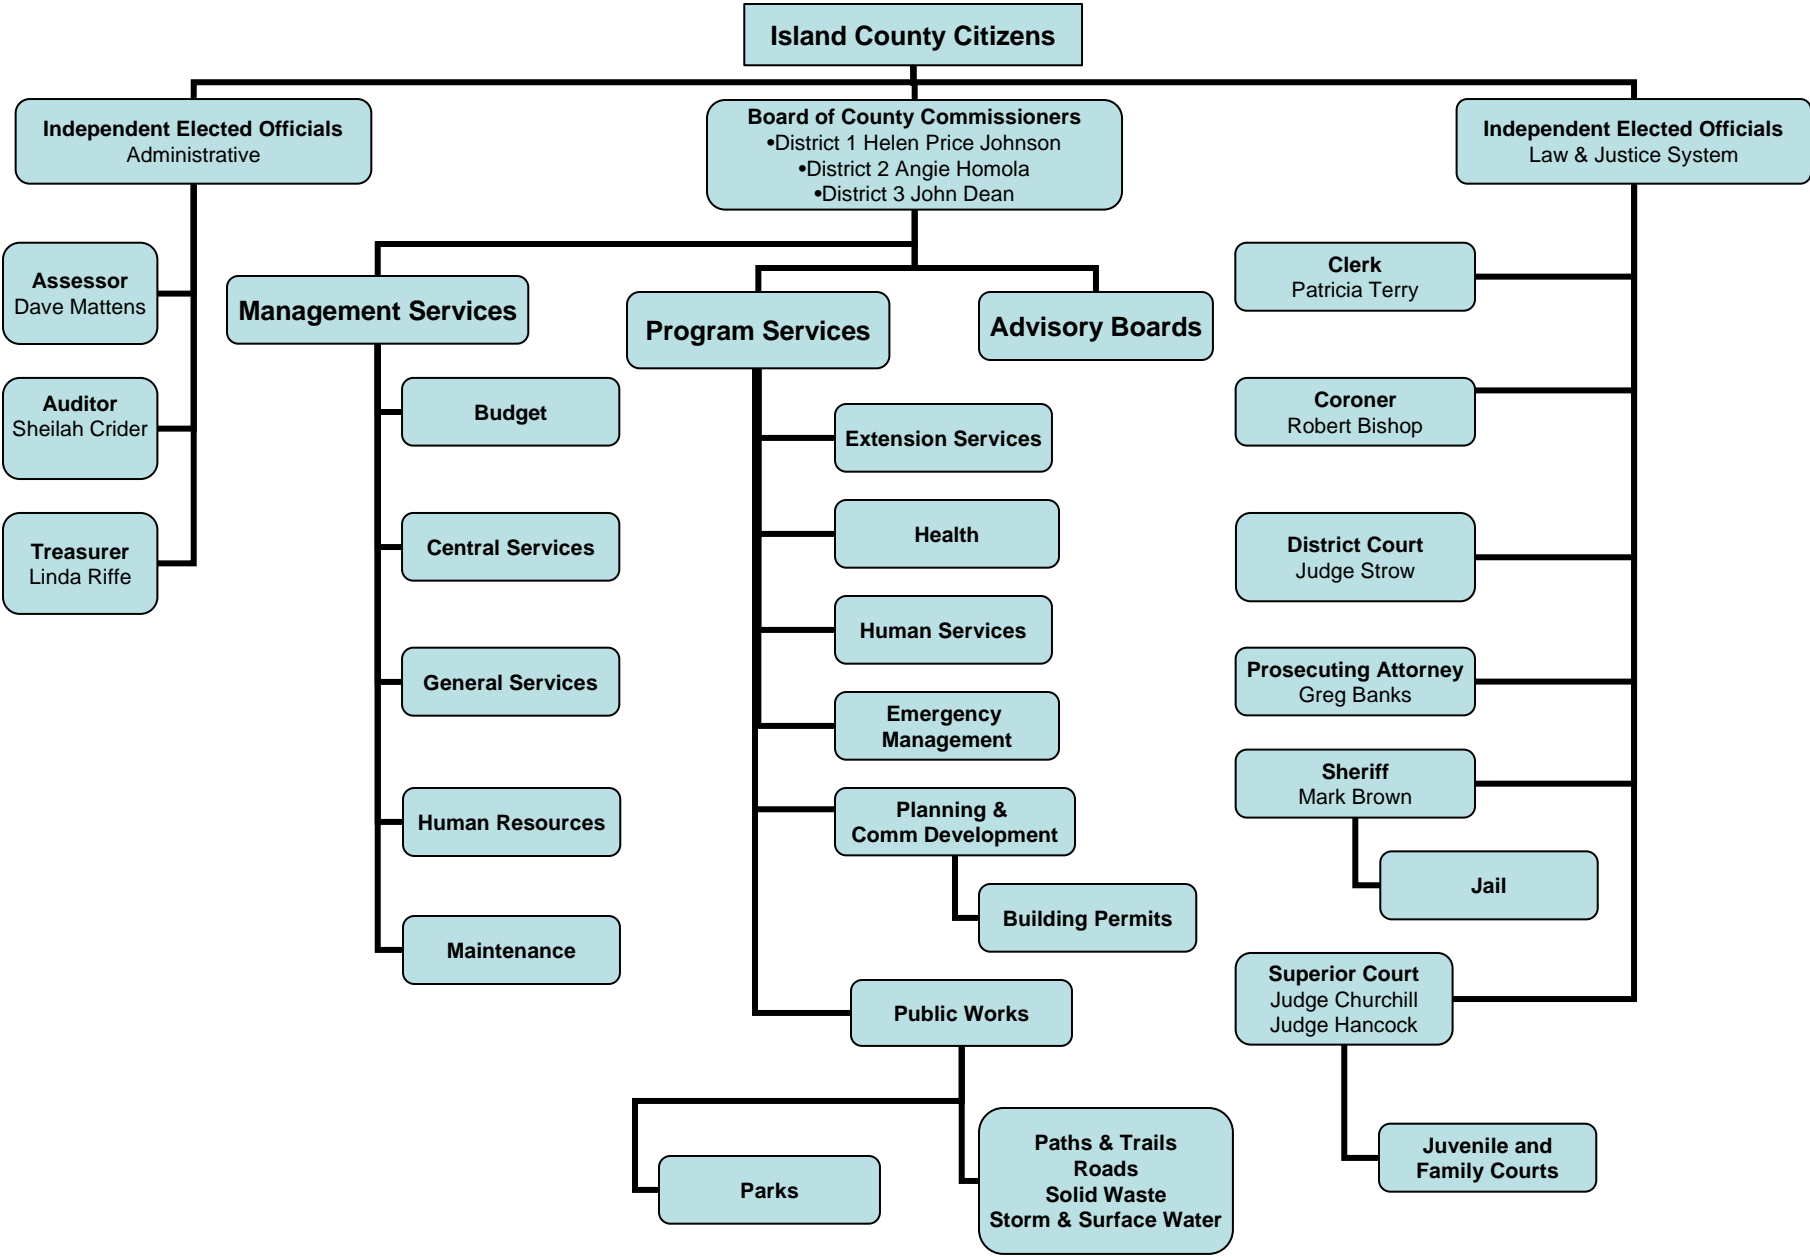 Island County Citizens
Independent Elected Officials
Administrative
Board of County Commissioners
•District 1 Helen Price Johnson
•District 2 Angie Homola
•District 3 John Dean
Independent Elected Officials
Law & Justice System
Assessor
Dave Mattens
Auditor
Sheilah Crider
Treasurer
Linda Riffe
Management Services
Budget
Central Services
General Services
Human Resources
Maintenance
Program Services
Extension Services
Health
Human Services
Emergency
Management
Planning &
Comm Development
Building Permits
Public Works
Parks
Paths & Trails
Roads
Solid Waste
Storm & Surface Water
Advisory Boards
Clerk
Patricia Terry
Coroner
Robert Bishop
District Court
Judge Strow
Prosecuting Attorney
Greg Banks
Sheriff
Mark Brown
Jail
Superior Court
Judge Churchill
Judge Hancock
Juvenile and
Family Courts